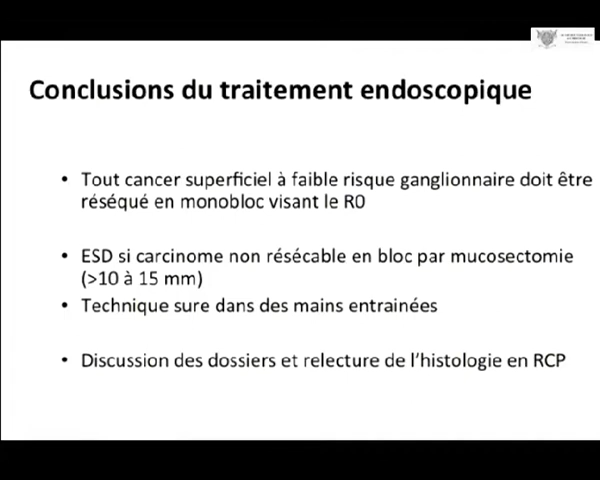 Conclusions du traitement endoscopique
• Tout cancer superficiel à faible risque ganglionnaire doit être
réséqué en monobloc visant le R0
• ESD si carcinome non résécable en bloc par mucosectomie
(>10 à 15 mm)
• Technique sure dans des mains entrainées
• Discussion des dossiers et relecture de l'histologie en RCP